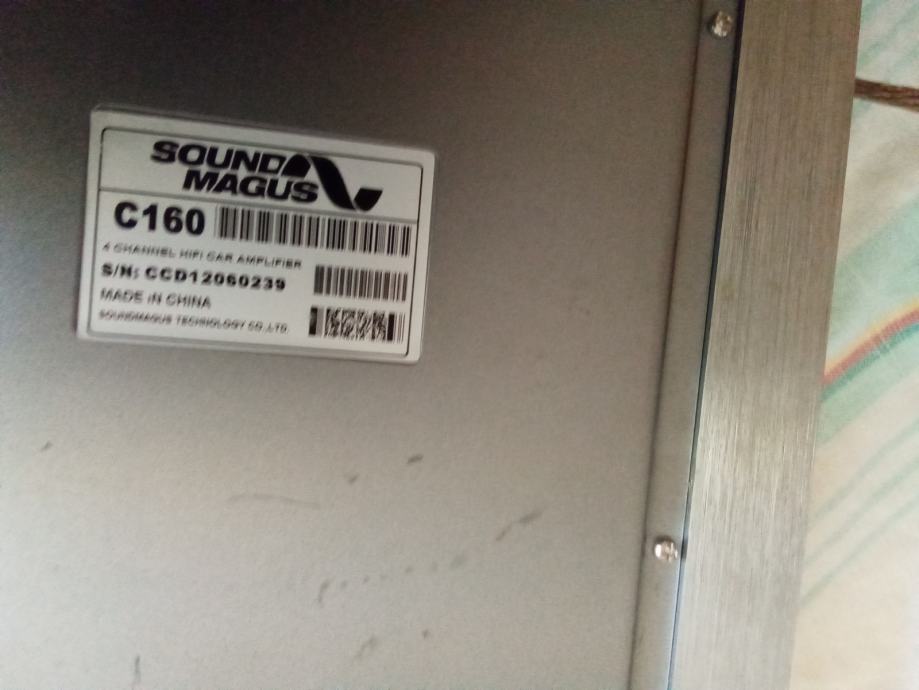 SOUND
MAGUS
C160
4 CHANNEL HIFI CAR AMPLIFIER
S/N: CCD12060239
MADE IN CHINA
SOUNDMAGUS TECHNOLOGY CO.,LTD.